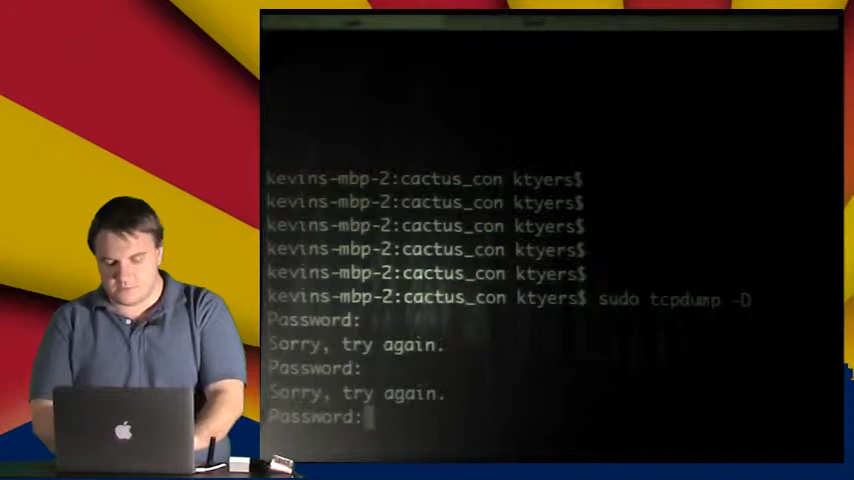 kevins-mbp-2:cactus_con ktyers$
kevins-mbp-2:cactus_con ktyers$
kevins-mbp-2:cactus_con ktyers$
kevins-mbp-2:cactus_con ktyers$
kevins-mbp-2:cactus_con ktyers$
kevins-mbp-2:cactus_con ktyers$ sudo tcpdump -D
Password:
Sorry, try again.
Password:
Sorry, try again.
Password: